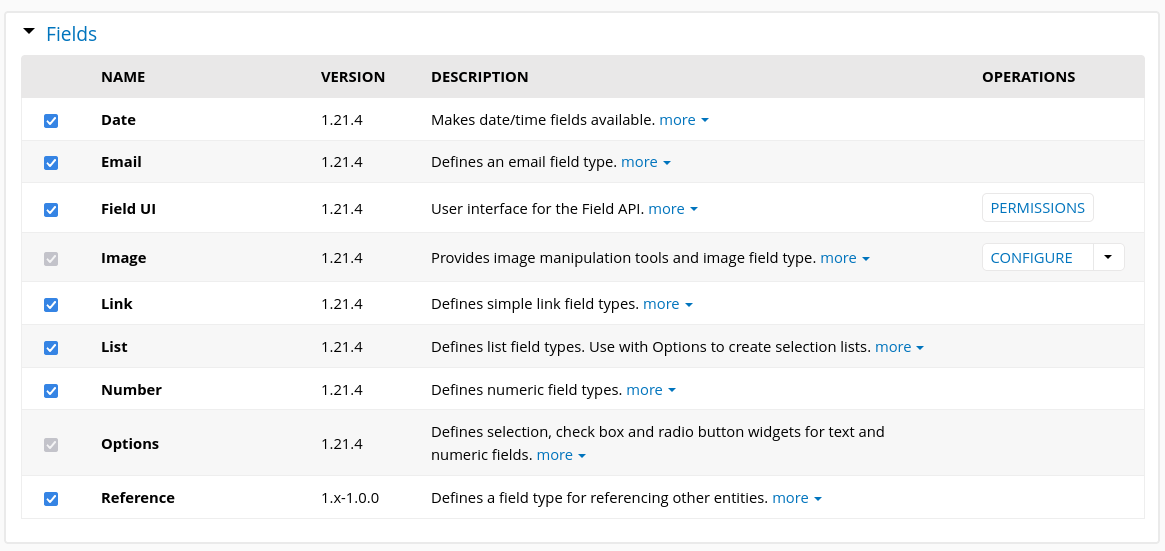 Fields
NAME VERSION DESCRIPTION OPERATIONS
Date 1.21.4 Makes date/time fields available. more
Email 1.21.4 Defines an email field type. more
Field UI 1.21.4 User interface for the Field API. more PERMISSIONS
Image 1.21.4 Provides image manipulation tools and image field type. more CONFIGURE
Link 1.21.4 Defines simple link field types. more
List 1.21.4 Defines list field types. Use with Options to create selection lists. more
Number 1.21.4 Defines numeric field types. more
Options 1.21.4 Defines selection, check box and radio button widgets for text and
numeric fields. more
Reference 1.x-1.0.0 Defines a field type for referencing other entities. more